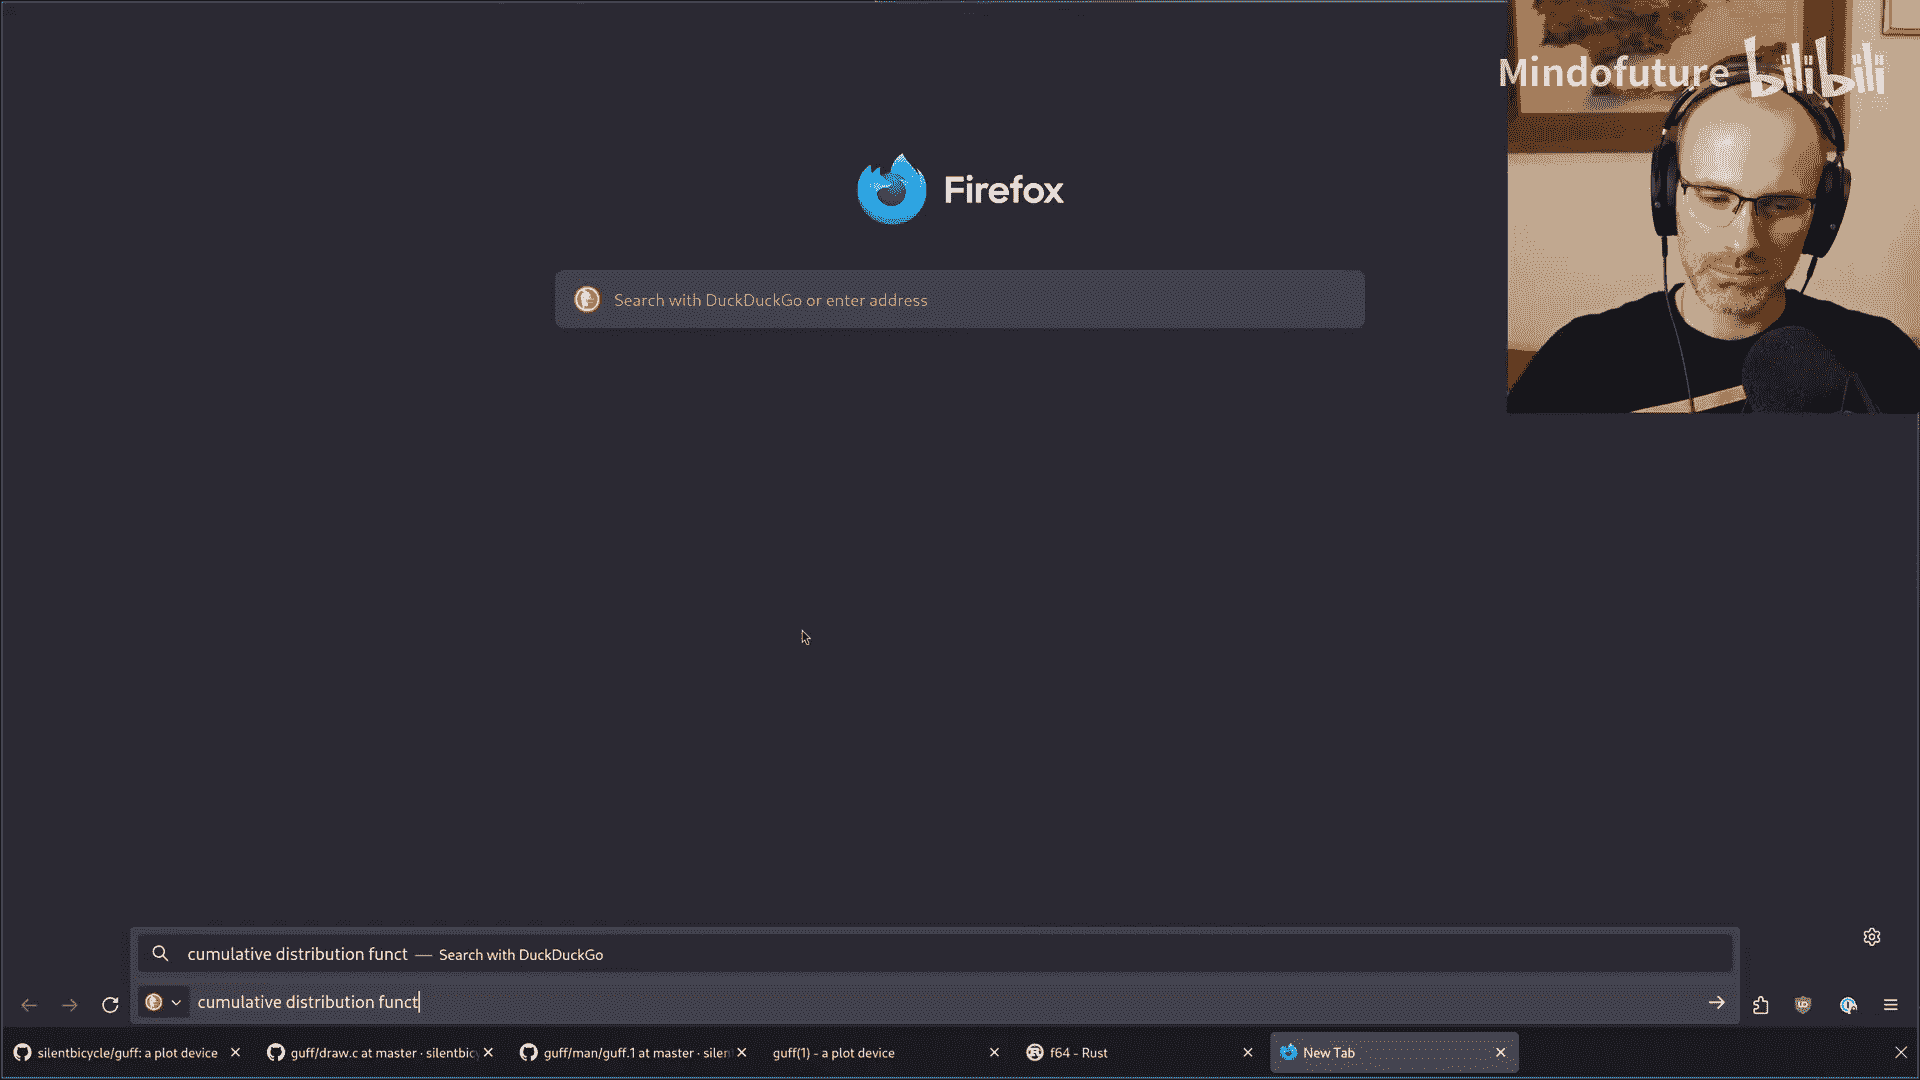 Mindofuture bilibili
Firefox
Search with DuckDuckGo or enter address
cumulative distribution funct — Search with DuckDuckGo
cumulative distribution funct
silentbicycle/guff: a plot device
guff/draw.c at master · silentbic
guff/man/guff.1 at master · silen
guff(1) - a plot device
f64 - Rust
New Tab